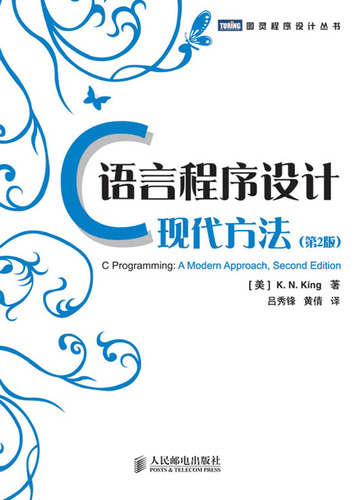 TURING 图灵程序设计丛书
C语言程序设计
现代方法(第2版)
C Programming: A Modern Approach, Second Edition
[美] K. N. King 著
吕秀锋 黄倩 译
人民邮电出版社
POSTS & TELECOM PRESS